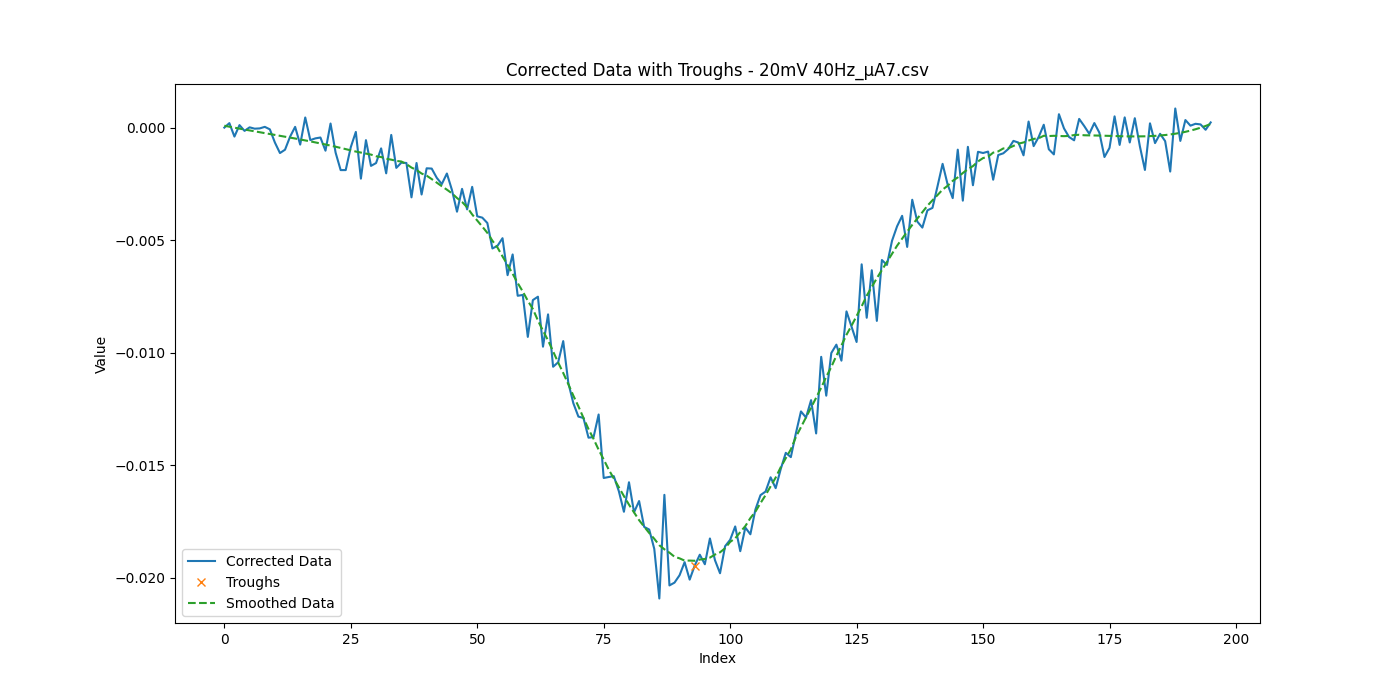 Corrected Data with Troughs - 20mV 40Hz_µA7.csv
0.000
−0.005
−0.010
−0.015
−0.020
Value
Corrected Data
Troughs
Smoothed Data
0 25 50 75 100 125 150 175 200
Index